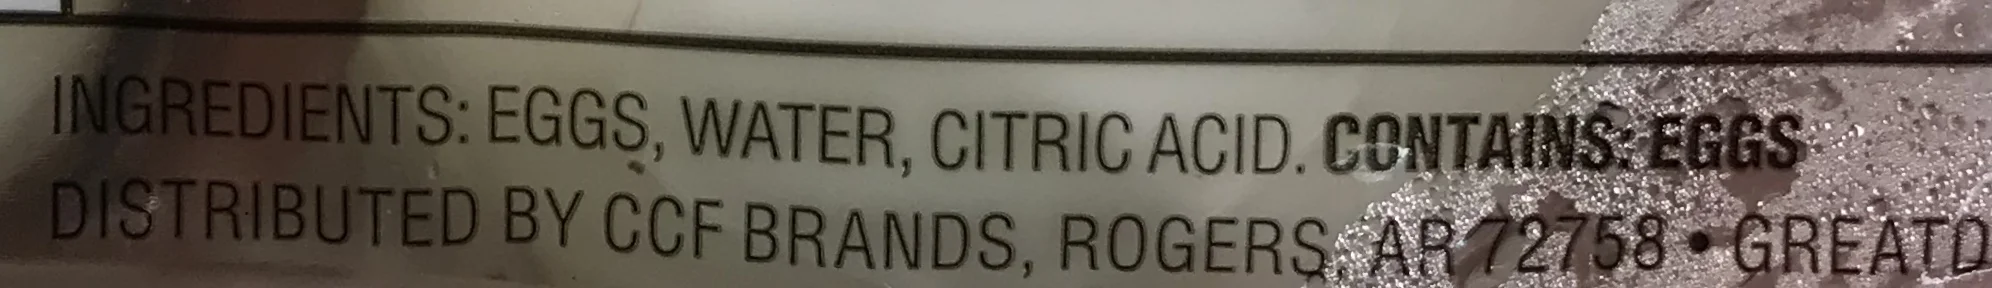 INGREDIENTS: EGGS, WATER, CITRIC ACID. CONTAINS: EGGS
DISTRIBUTED BY CCF BRANDS, ROGERS, AR 72758 • GREATD